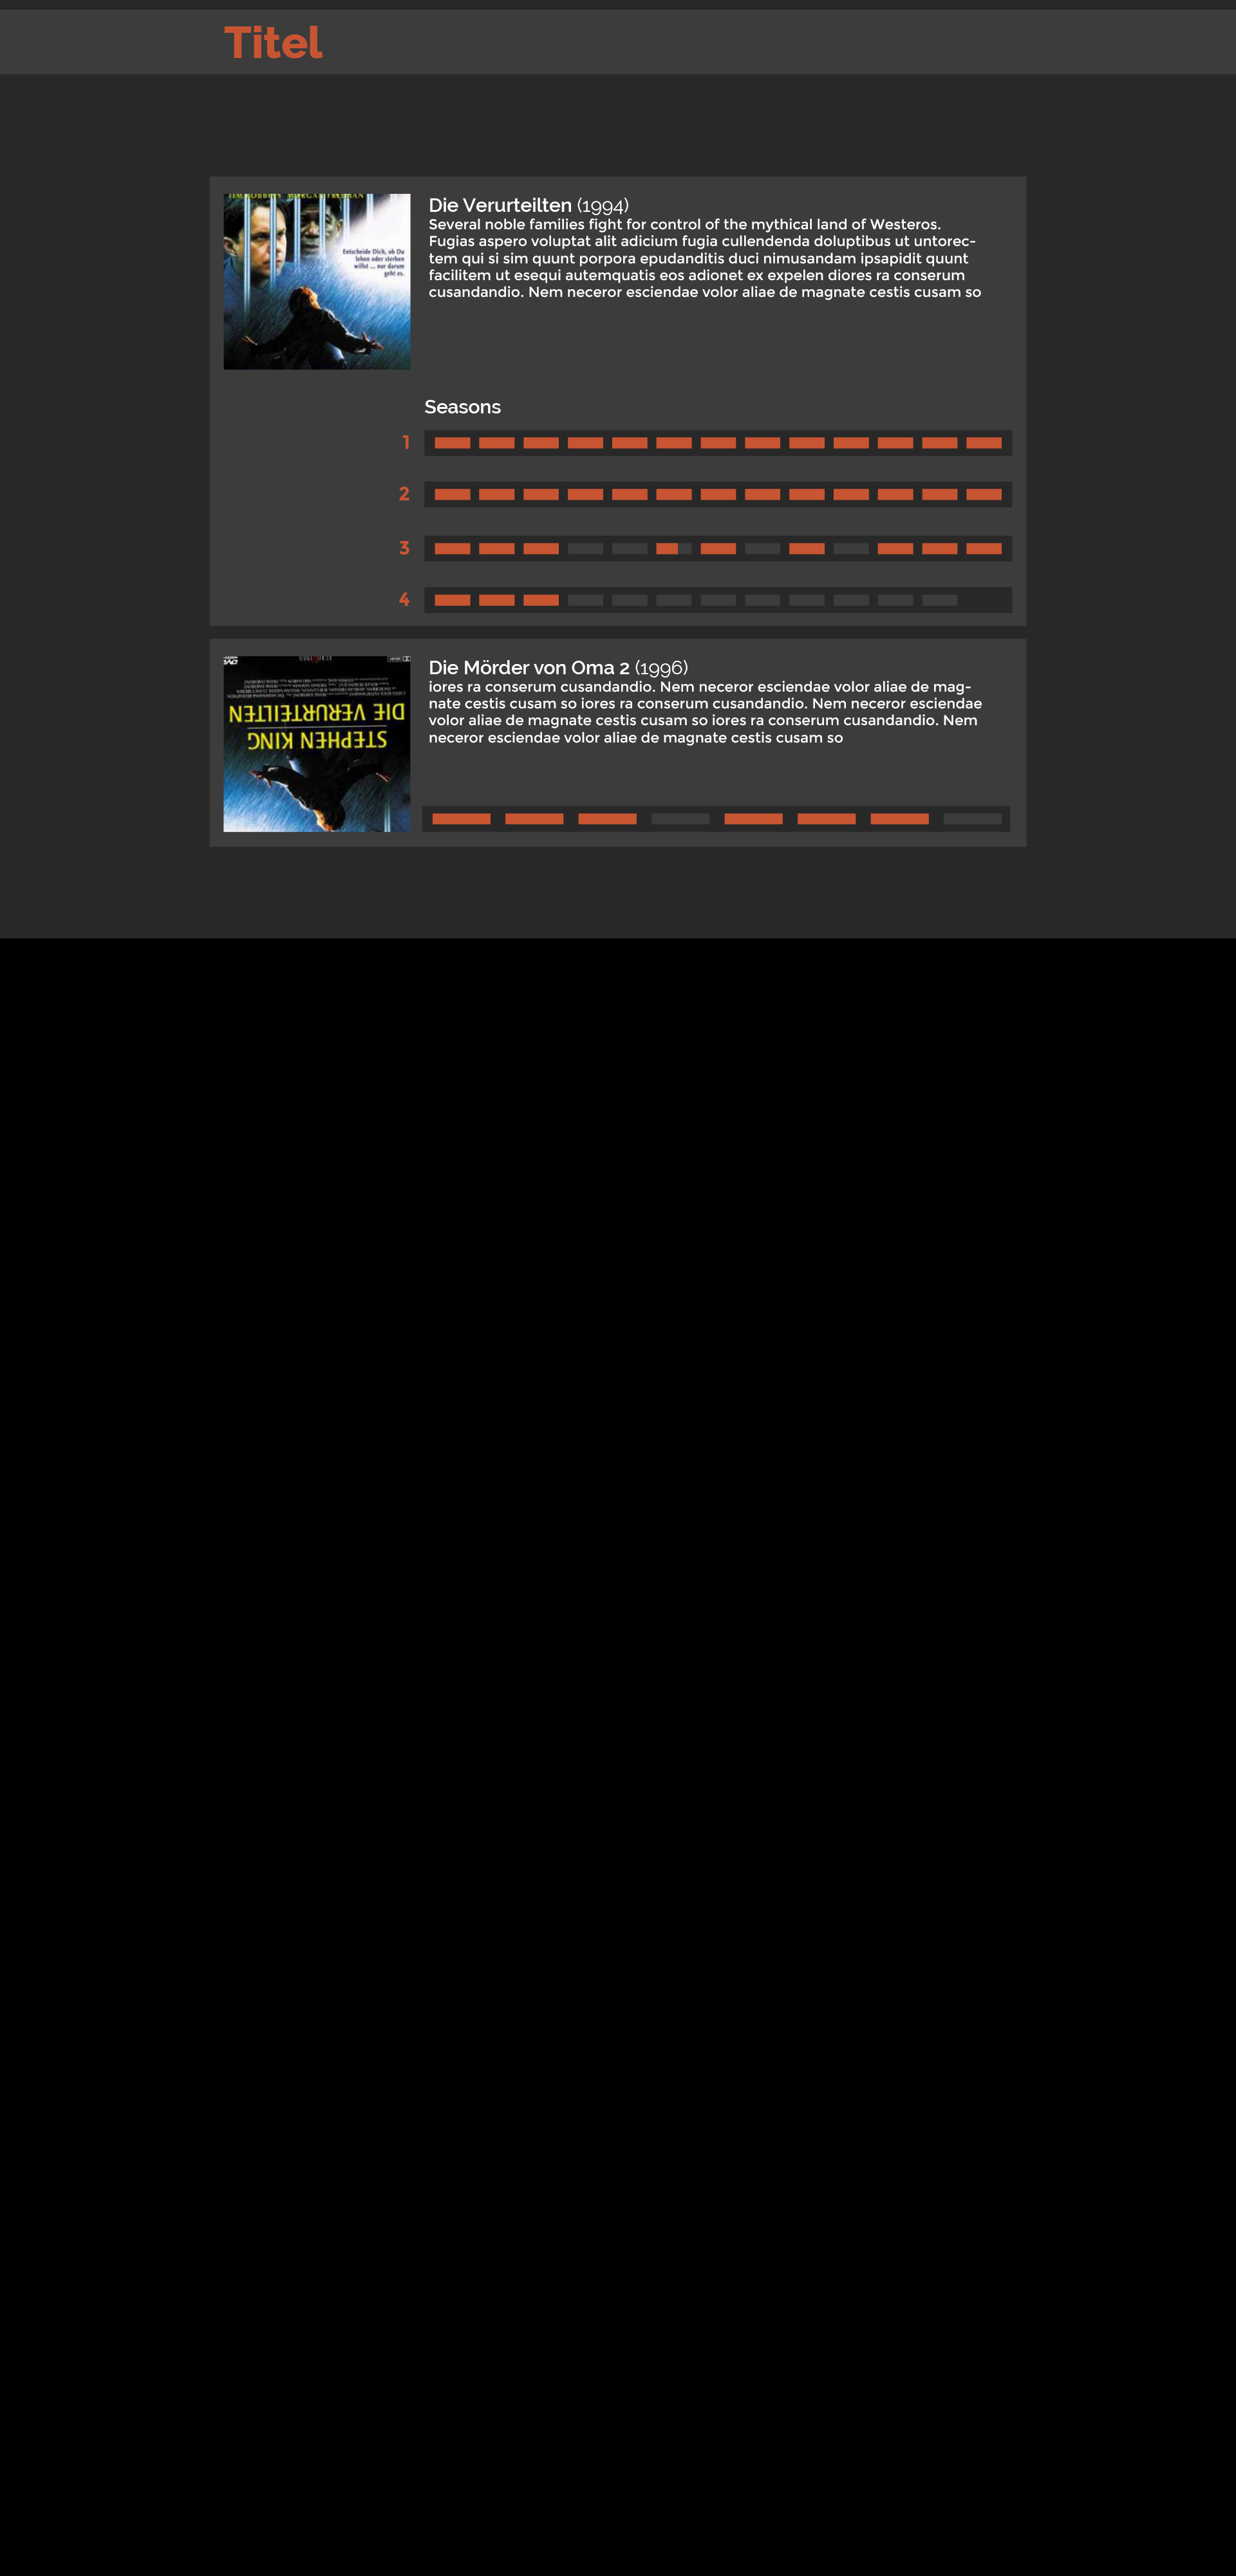 Titel
TIM ROBBINS MORGAN FREEMAN
Entscheide Dich, ob Du
leben oder sterben
willst ... nur darum
geht es.
Die Verurteilten (1994)
Several noble families fight for control of the mythical land of Westeros.
Fugias aspero voluptat alit adicium fugia cullendenda doluptibus ut untorec-
tem qui si sim quunt porpora epudanditis duci nimusandam ipsapidit quunt
facilitem ut esequi autemquatis eos adionet ex expelen diores ra conserum
cusandandio. Nem neceror esciendae volor aliae de magnate cestis cusam so
Seasons
1
2
3
4
DIE VERURTEILTEN
STEPHEN KING
Die Mörder von Oma 2 (1996)
iores ra conserum cusandandio. Nem neceror esciendae volor aliae de mag-
nate cestis cusam so iores ra conserum cusandandio. Nem neceror esciendae
volor aliae de magnate cestis cusam so iores ra conserum cusandandio. Nem
neceror esciendae volor aliae de magnate cestis cusam so